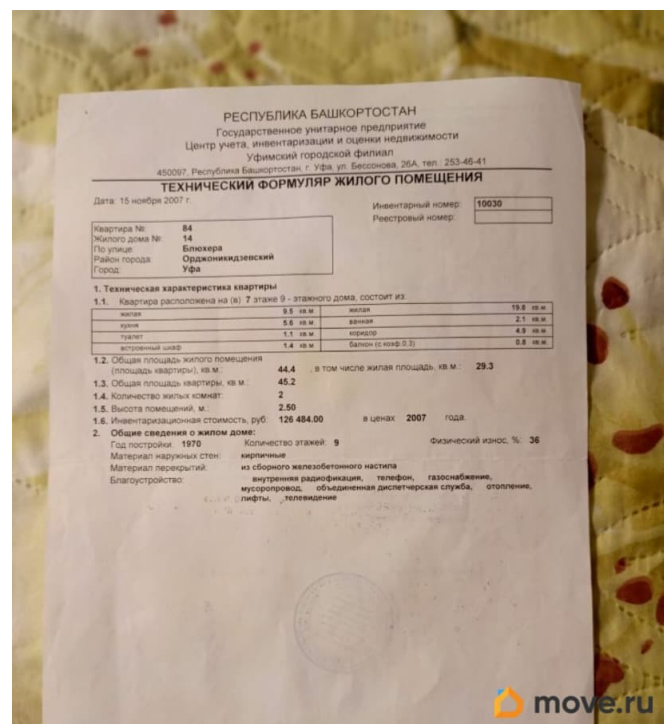 РЕСПУБЛИКА БАШКОРТОСТАН
Государственное унитарное предприятие
Центр учета, инвентаризации и оценки недвижимости
Уфимский городской филиал
450097, Республика Башкортостан, г. Уфа, ул. Бессонова, 26А, тел.: 253-46-41
ТЕХНИЧЕСКИЙ ФОРМУЛЯР ЖИЛОГО ПОМЕЩЕНИЯ
Дата: 15 ноября 2007 г.
Инвентарный номер: 10030
Реестровый номер:
Квартира №: 84
Жилого дома №: 14
По улице: Блюхера
Район города: Орджоникидзевский
Город: Уфа
1. Техническая характеристика квартиры
1.1. Квартира расположена на (в) 7 этаже 9 - этажного дома, состоит из:
жилая 9.5 кв.м жилая 19.8 кв.м
кухня 5.6 кв.м ванная 2.1 кв.м
туалет 1.1 кв.м коридор 4.9 кв.м
встроенный шкаф 1.4 кв.м балкон (с коэф.0.3) 0.8 кв.м
1.2. Общая площадь жилого помещения
(площадь квартиры), кв.м.: 44.4 , в том числе жилая площадь, кв.м.: 29.3
1.3. Общая площадь квартиры, кв.м.: 45.2
1.4. Количество жилых комнат: 2
1.5. Высота помещений, м.: 2.50
1.6. Инвентаризационная стоимость, руб: 126 484.00 в ценах 2007 года.
2. Общие сведения о жилом доме:
Год постройки: 1970 Количество этажей: 9 Физический износ, %: 36
Материал наружных стен: кирпичные
Материал перекрытий: из сборного железобетонного настила
Благоустройство: внутренняя радиофикация, телефон, газоснабжение,
мусоропровод, объединенная диспетчерская служба, отопление,
лифты, телевидение
move.ru